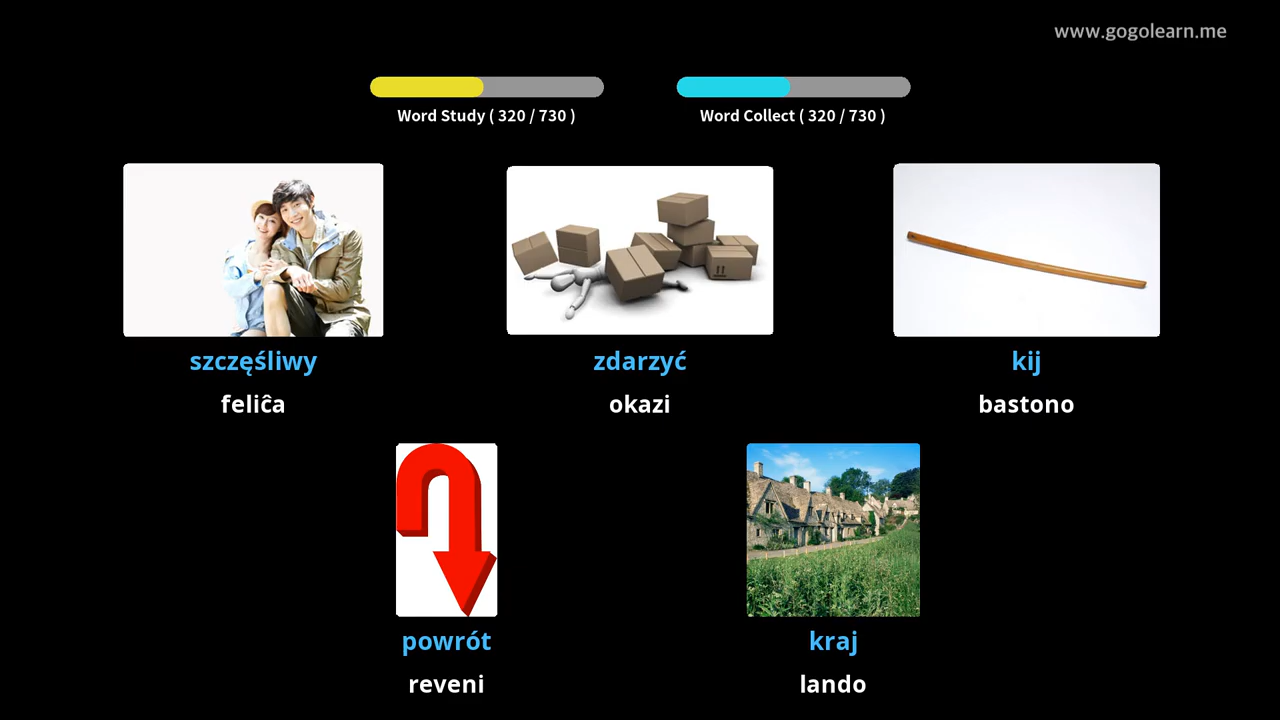 www.gogolearn.me
Word Study ( 320 / 730 )
Word Collect ( 320 / 730 )
szczęśliwy
feliĉa
zdarzyć
okazi
kij
bastono
powrót
reveni
kraj
lando